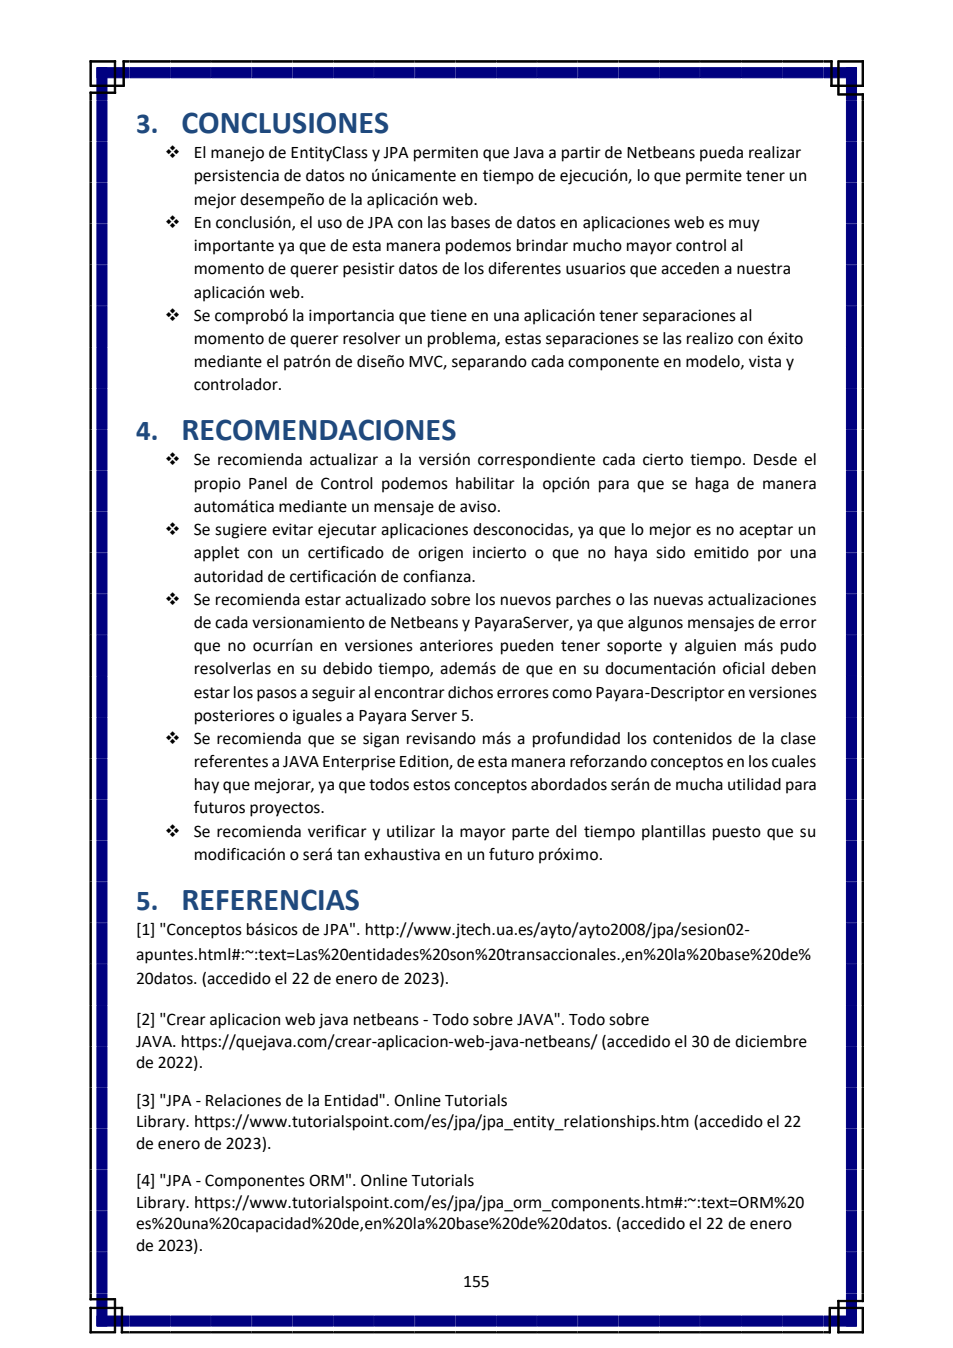 3. CONCLUSIONES
❖ El manejo de EntityClass y JPA permiten que Java a partir de Netbeans pueda realizar
persistencia de datos no únicamente en tiempo de ejecución, lo que permite tener un
mejor desempeño de la aplicación web.
❖ En conclusión, el uso de JPA con las bases de datos en aplicaciones web es muy
importante ya que de esta manera podemos brindar mucho mayor control al
momento de querer pesistir datos de los diferentes usuarios que acceden a nuestra
aplicación web.
❖ Se comprobó la importancia que tiene en una aplicación tener separaciones al
momento de querer resolver un problema, estas separaciones se las realizo con éxito
mediante el patrón de diseño MVC, separando cada componente en modelo, vista y
controlador.
4. RECOMENDACIONES
❖ Se recomienda actualizar a la versión correspondiente cada cierto tiempo. Desde el
propio Panel de Control podemos habilitar la opción para que se haga de manera
automática mediante un mensaje de aviso.
❖ Se sugiere evitar ejecutar aplicaciones desconocidas, ya que lo mejor es no aceptar un
applet con un certificado de origen incierto o que no haya sido emitido por una
autoridad de certificación de confianza.
❖ Se recomienda estar actualizado sobre los nuevos parches o las nuevas actualizaciones
de cada versionamiento de Netbeans y PayaraServer, ya que algunos mensajes de error
que no ocurrían en versiones anteriores pueden tener soporte y alguien más pudo
resolverlas en su debido tiempo, además de que en su documentación oficial deben
estar los pasos a seguir al encontrar dichos errores como Payara-Descriptor en versiones
posteriores o iguales a Payara Server 5.
❖ Se recomienda que se sigan revisando más a profundidad los contenidos de la clase
referentes a JAVA Enterprise Edition, de esta manera reforzando conceptos en los cuales
hay que mejorar, ya que todos estos conceptos abordados serán de mucha utilidad para
futuros proyectos.
❖ Se recomienda verificar y utilizar la mayor parte del tiempo plantillas puesto que su
modificación o será tan exhaustiva en un futuro próximo.
5. REFERENCIAS
[1] "Conceptos básicos de JPA". http://www.jtech.ua.es/ayto/ayto2008/jpa/sesion02-
apuntes.html#:~:text=Las%20entidades%20son%20transaccionales.,en%20la%20base%20de%
20datos. (accedido el 22 de enero de 2023).
[2] "Crear aplicacion web java netbeans - Todo sobre JAVA". Todo sobre
JAVA. https://quejava.com/crear-aplicacion-web-java-netbeans/ (accedido el 30 de diciembre
de 2022).
[3] "JPA - Relaciones de la Entidad". Online Tutorials
Library. https://www.tutorialspoint.com/es/jpa/jpa_entity_relationships.htm (accedido el 22
de enero de 2023).
[4] "JPA - Componentes ORM". Online Tutorials
Library. https://www.tutorialspoint.com/es/jpa/jpa_orm_components.htm#:~:text=ORM%20
es%20una%20capacidad%20de,en%20la%20base%20de%20datos. (accedido el 22 de enero
de 2023).
155